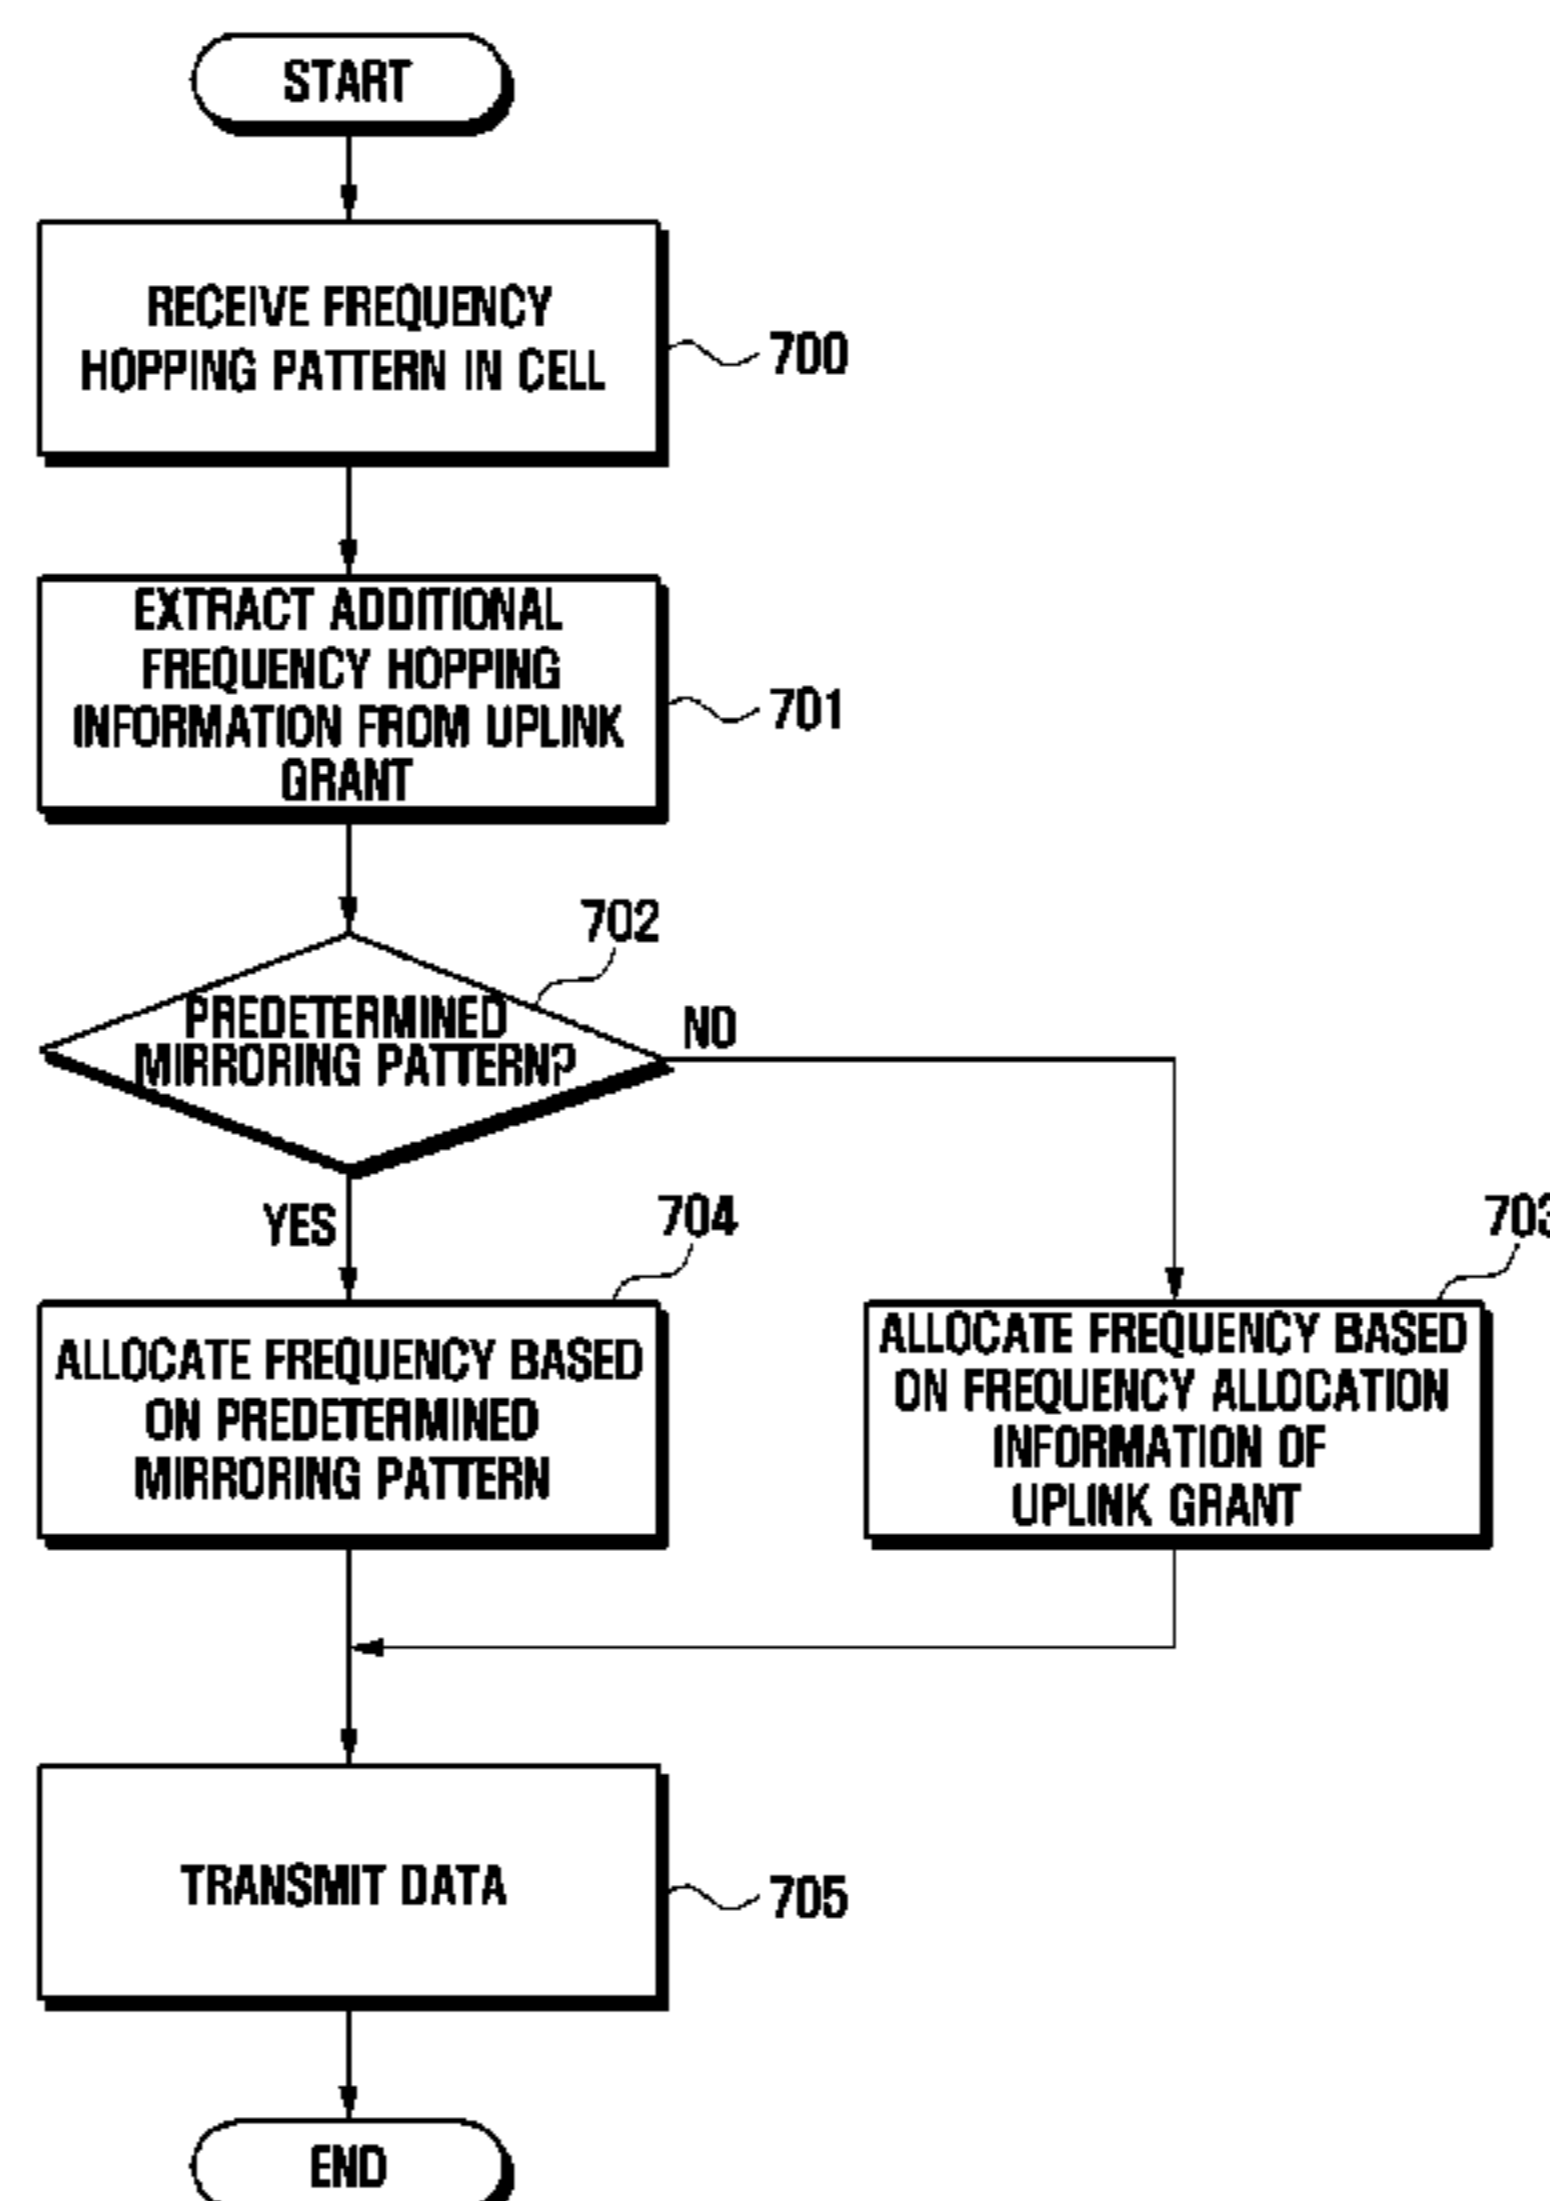 START
RECEIVE FREQUENCY
HOPPING PATTERN IN CELL
700
EXTRACT ADDITIONAL
FREQUENCY HOPPING
INFORMATION FROM UPLINK
GRANT
701
702
PREDETERMINED
MIRRORING PATTERN?
NO
YES
704
703
ALLOCATE FREQUENCY BASED
ON PREDETERMINED
MIRRORING PATTERN
ALLOCATE FREQUENCY BASED
ON FREQUENCY ALLOCATION
INFORMATION OF
UPLINK GRANT
TRANSMIT DATA
705
END